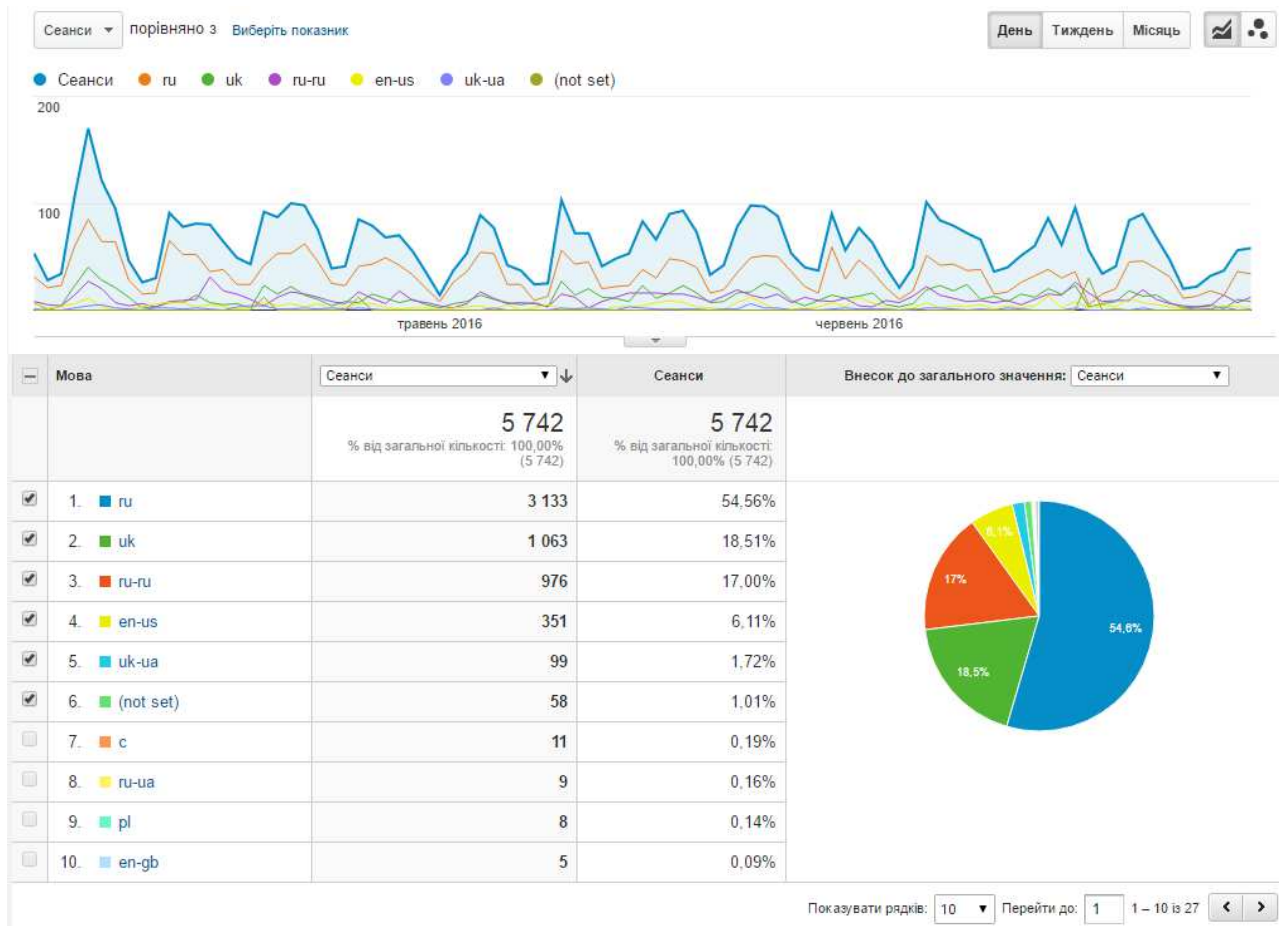 Сеанси порівняно з Виберіть показник День Тиждень Місяць
Сеанси ru uk ru-ru en-us uk-ua (not set)
200
100
травень 2016 червень 2016
Мова Сеанси Сеанси Внесок до загального значення: Сеанси
5 742 5 742
% від загальної кількості: 100,00% % від загальної кількості:
(5 742) 100,00% (5 742)
1. ru 3 133 54,56%
2. uk 1 063 18,51%
3. ru-ru 976 17,00%
4. en-us 351 6,11%
5. uk-ua 99 1,72%
6. (not set) 58 1,01%
7. c 11 0,19%
8. ru-ua 9 0,16%
9. pl 8 0,14%
10. en-gb 5 0,09%
6,1%
17%
54,6%
18,5%
Показувати рядків: 10 Перейти до: 1 1 – 10 із 27